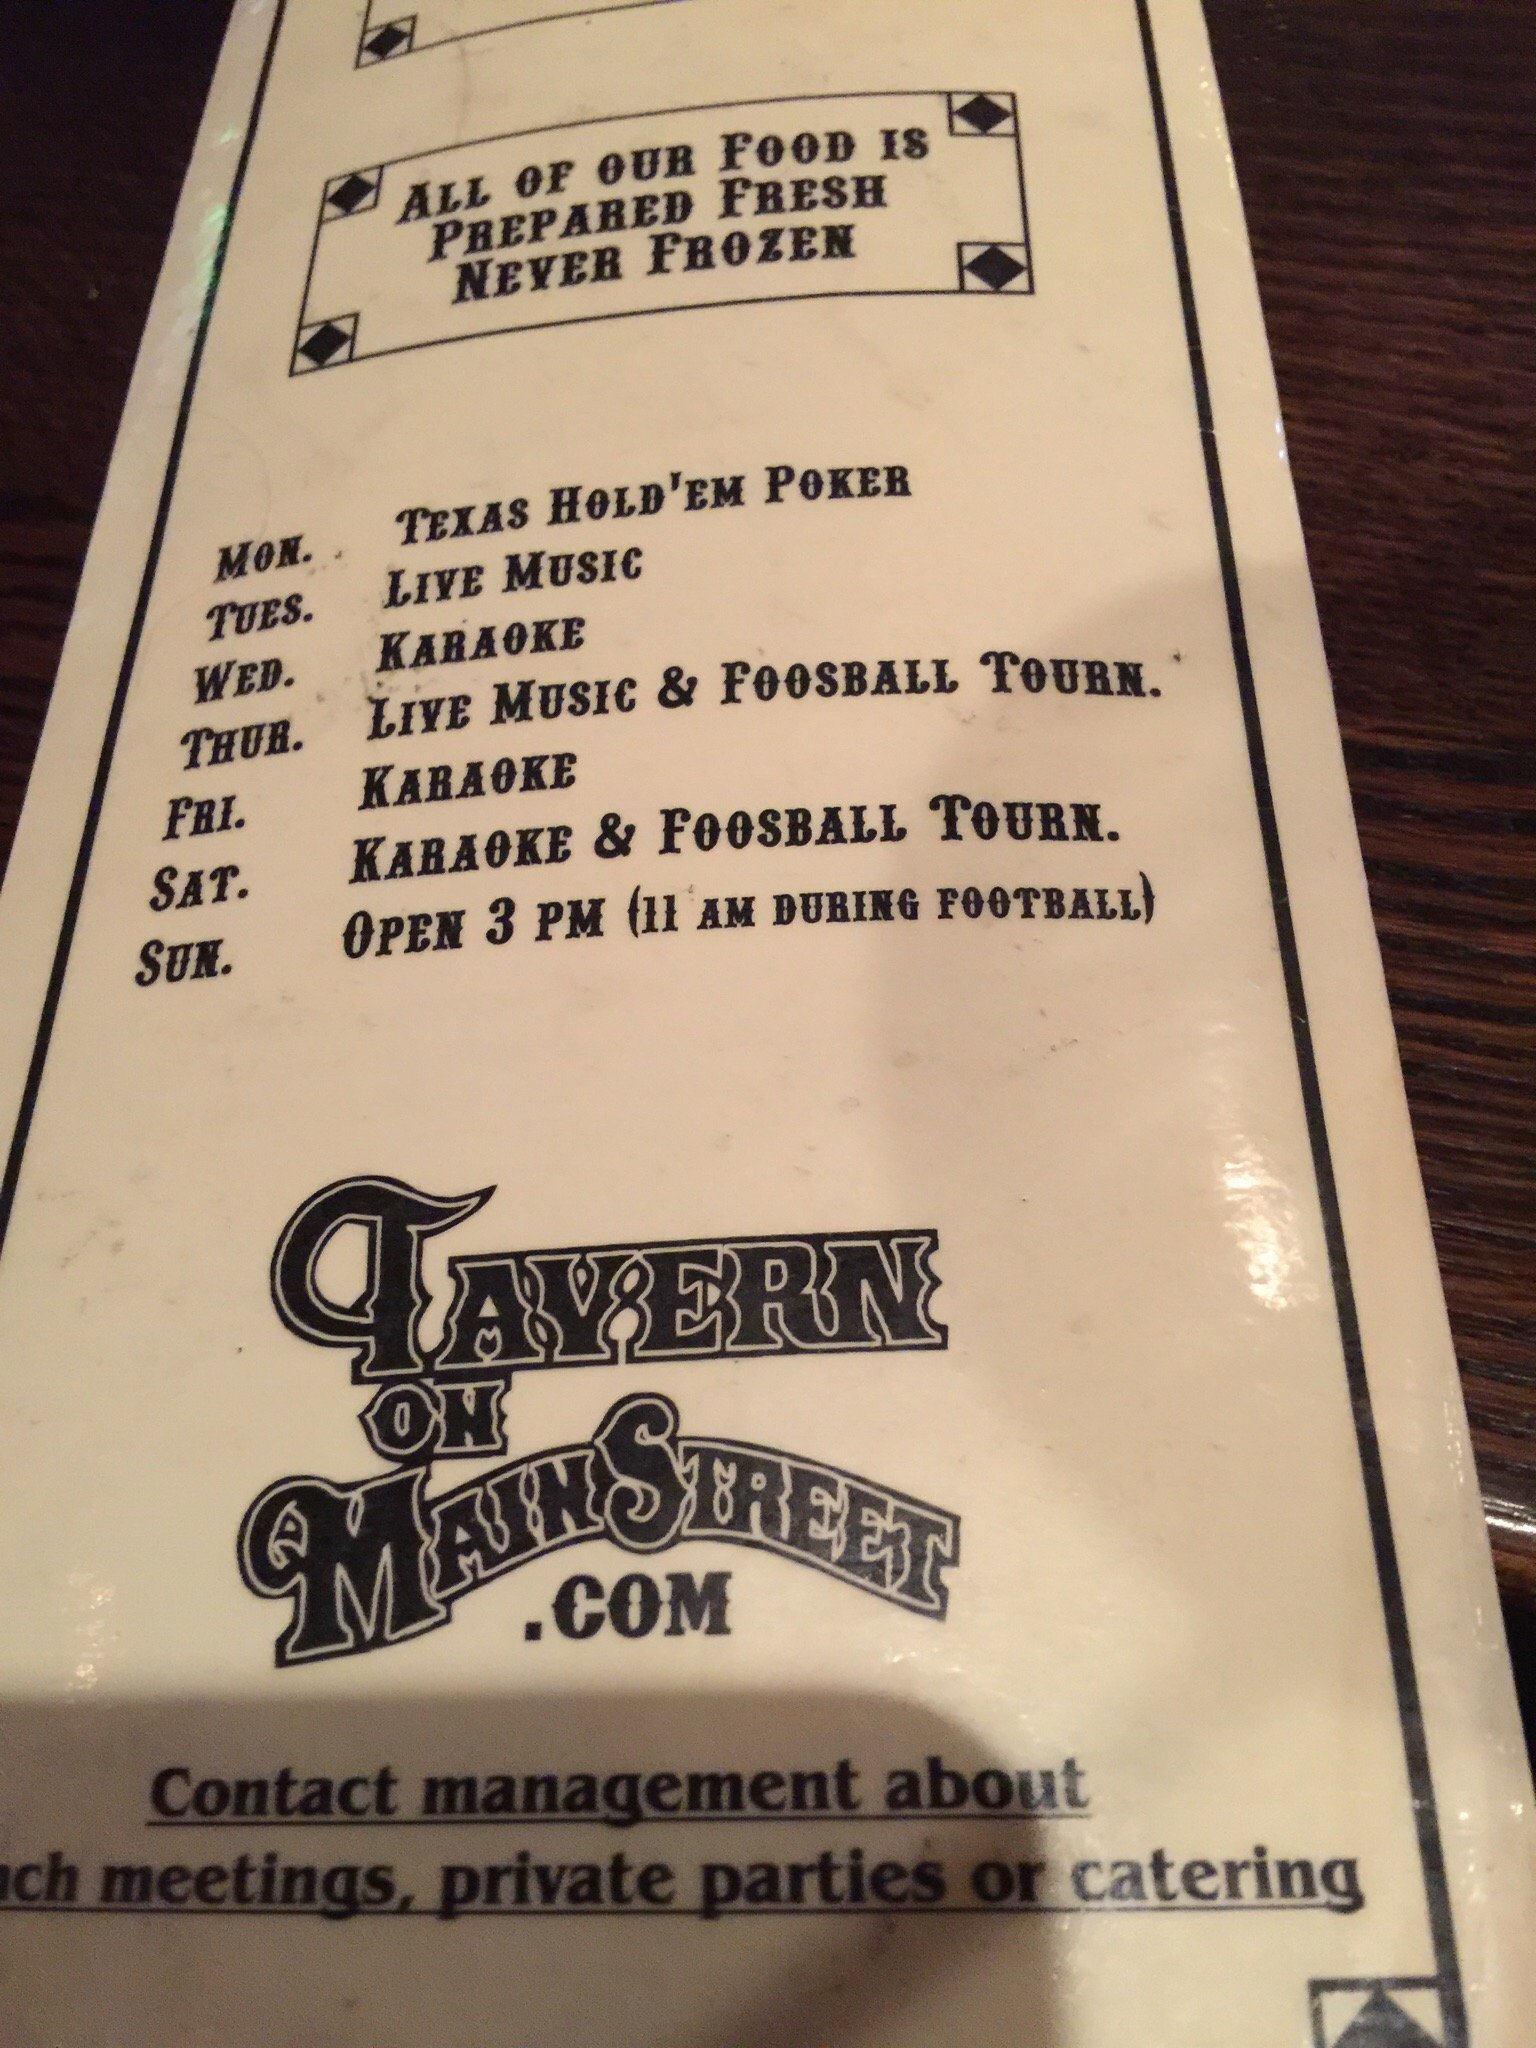 All of our Food is
Prepared Fresh
Never Frozen
Mon. Texas Hold'em Poker
Tues. Live Music
Wed. Karaoke
Thur. Live Music & Foosball Tourn.
Fri. Karaoke
Sat. Karaoke & Foosball Tourn.
Sun. Open 3 pm (11 am during football)
Tavern
on
MainStreet
.com
Contact management about
meetings, private parties or catering